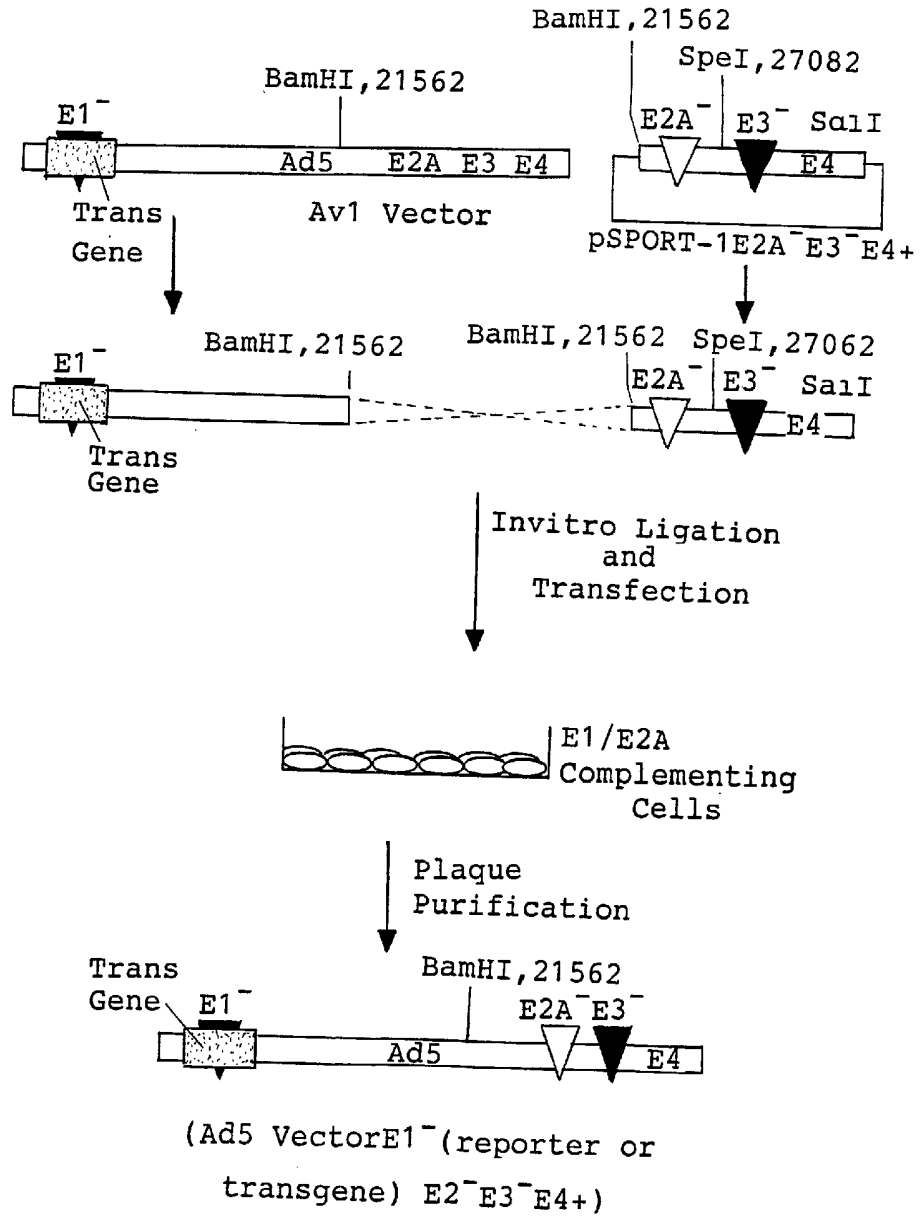 BamHI,21562
SpeI,27082
BamHI,21562
E1⁻
E2A⁻ E3⁻ SalI
Ad5 E2A E3 E4
E4
Trans
Gene
Av1 Vector
pSPORT-1E2A⁻E3⁻E4+
BamHI,21562
BamHI,21562 SpeI,27062
E1⁻
E2A⁻ E3⁻ SalI
E4
Trans
Gene
Invitro Ligation
and
Transfection
E1/E2A
Complementing
Cells
Plaque
Purification
Trans
Gene
E1⁻
BamHI,21562
E2A⁻E3⁻
Ad5
E4
(Ad5 VectorE1⁻(reporter or
transgene) E2⁻E3⁻E4+)